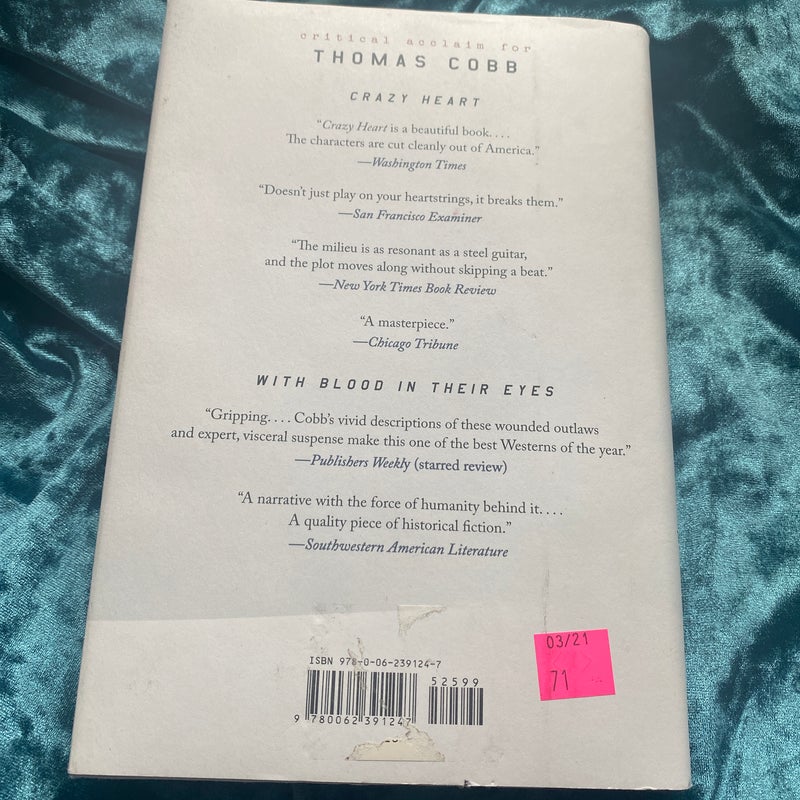 critical acclaim for
THOMAS COBB
CRAZY HEART
“Crazy Heart is a beautiful book. . . .
The characters are cut cleanly out of America.”
—Washington Times
“Doesn’t just play on your heartstrings, it breaks them.”
—San Francisco Examiner
“The milieu is as resonant as a steel guitar,
and the plot moves along without skipping a beat.”
—New York Times Book Review
“A masterpiece.”
—Chicago Tribune
WITH BLOOD IN THEIR EYES
“Gripping. . . . Cobb’s vivid descriptions of these wounded outlaws
and expert, visceral suspense make this one of the best Westerns of the year.”
—Publishers Weekly (starred review)
“A narrative with the force of humanity behind it. . . .
A quality piece of historical fiction.”
—Southwestern American Literature
ISBN 978-0-06-239124-7
52599
9 780062 391247
03/21
71